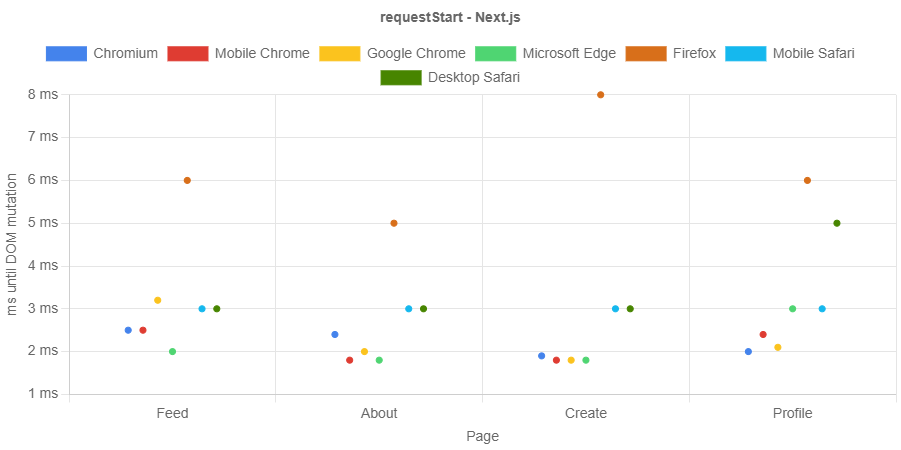 requestStart - Next.js
Chromium Mobile Chrome Google Chrome Microsoft Edge Firefox Mobile Safari
Desktop Safari
8 ms
7 ms
6 ms
5 ms
4 ms
3 ms
2 ms
1 ms
ms until DOM mutation
Feed About Create Profile
Page